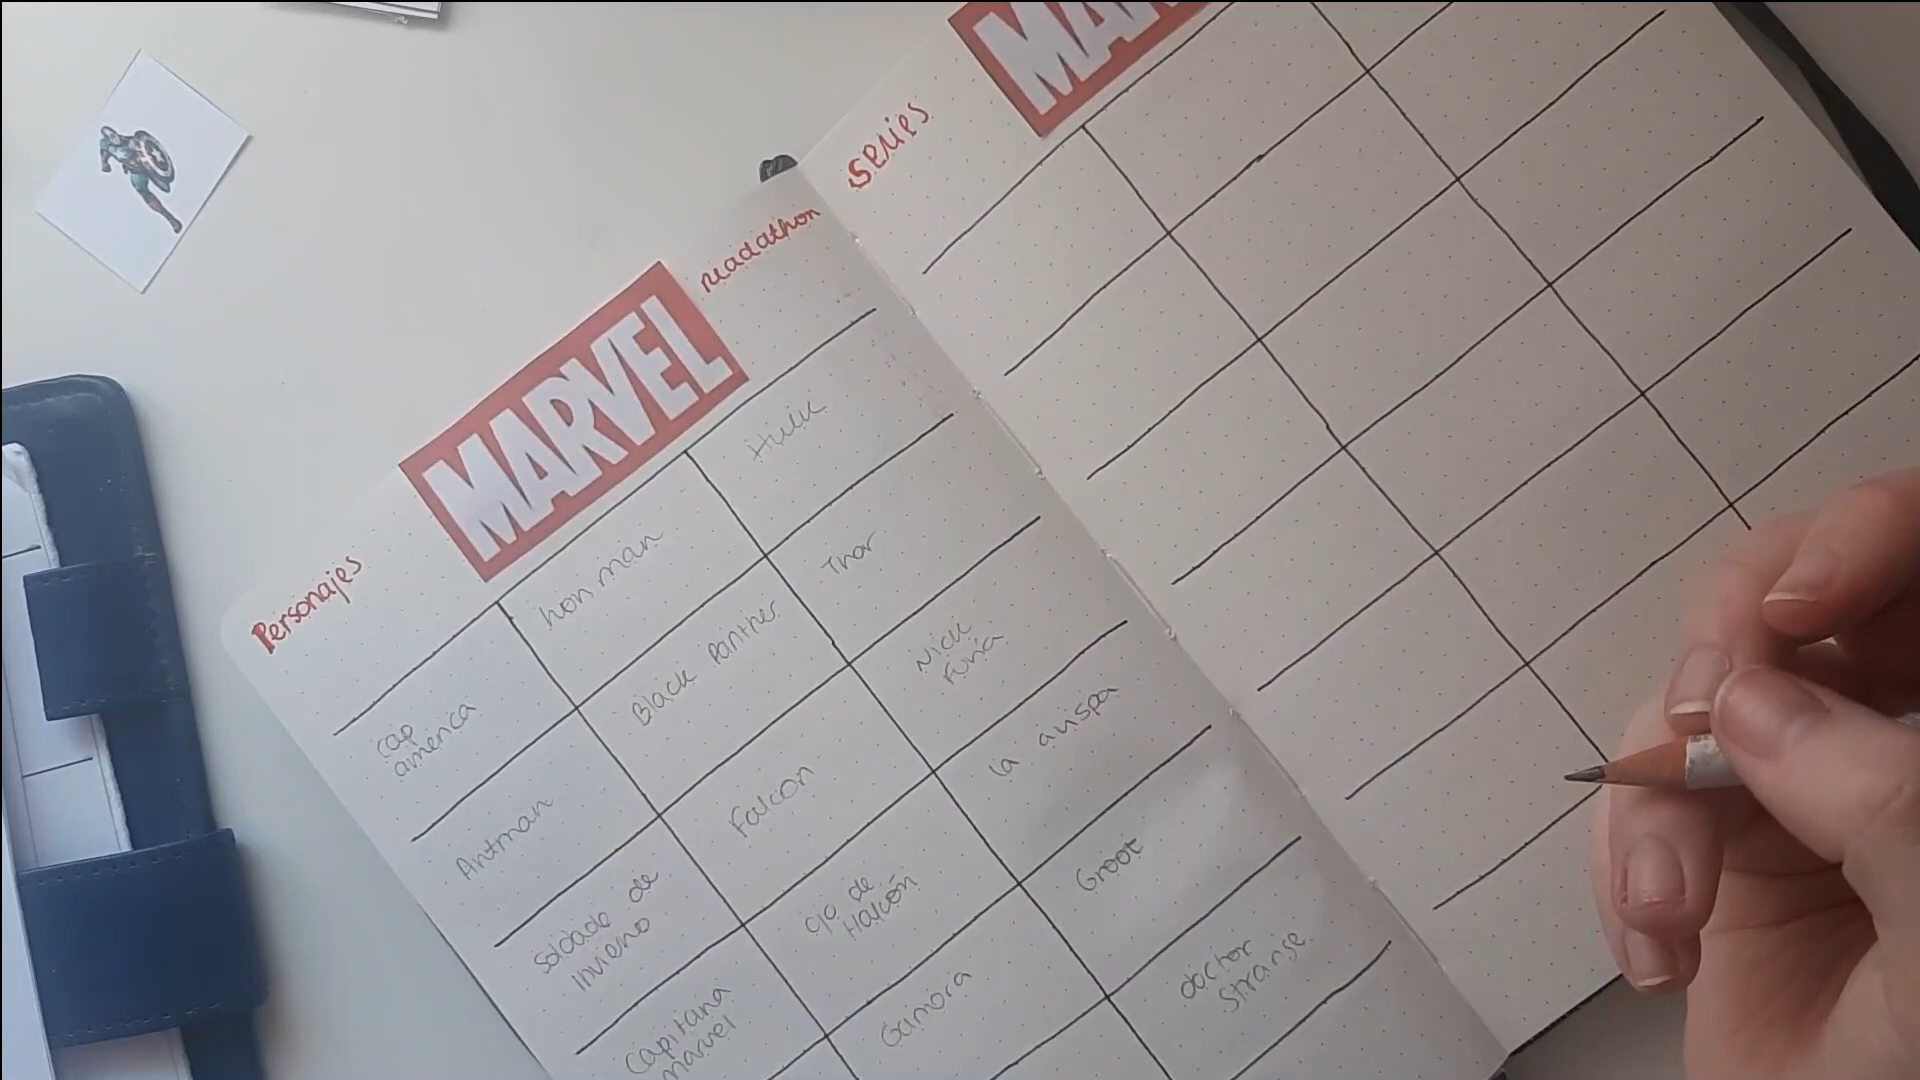 Personajes
MARVEL
readathon
cap
america
Iron man
Hulk
Antman
Black Panther
Thor
Soldado de
Invierno
Falcon
Nick
Furia
Capitana
Marvel
Ojo de
Halcón
la avispa
Gamora
Groot
doctor
Strange
series